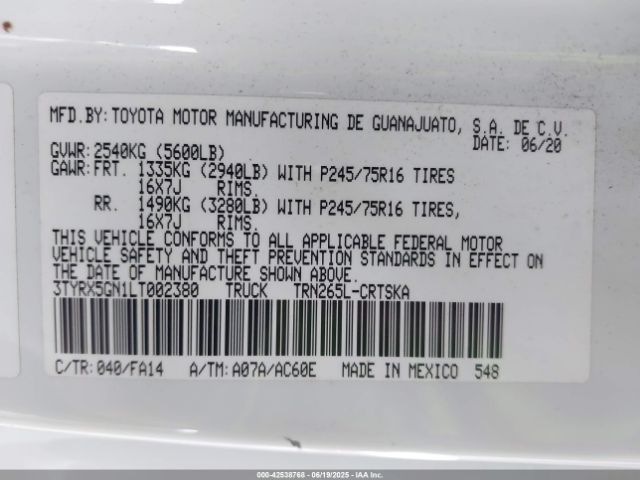 MFD.BY: TOYOTA MOTOR MANUFACTURING DE GUANAJUATO, S.A. DE C.V.
DATE: 06/20
GVWR: 2540KG (5600LB)
GAWR: FRT. 1335KG (2940LB) WITH P245/75R16 TIRES
16X7J RIMS.
RR. 1490KG (3280LB) WITH P245/75R16 TIRES,
16X7J RIMS.
THIS VEHICLE CONFORMS TO ALL APPLICABLE FEDERAL MOTOR
VEHICLE SAFETY AND THEFT PREVENTION STANDARDS IN EFFECT ON
THE DATE OF MANUFACTURE SHOWN ABOVE.
3TYRX5GN1LT002380 TRUCK TRN265L-CRTSKA
C/TR: 040/FA14 A/TM: A07A/AC60E MADE IN MEXICO 548
000-42538768 - 06/19/2025 - IAA Inc.